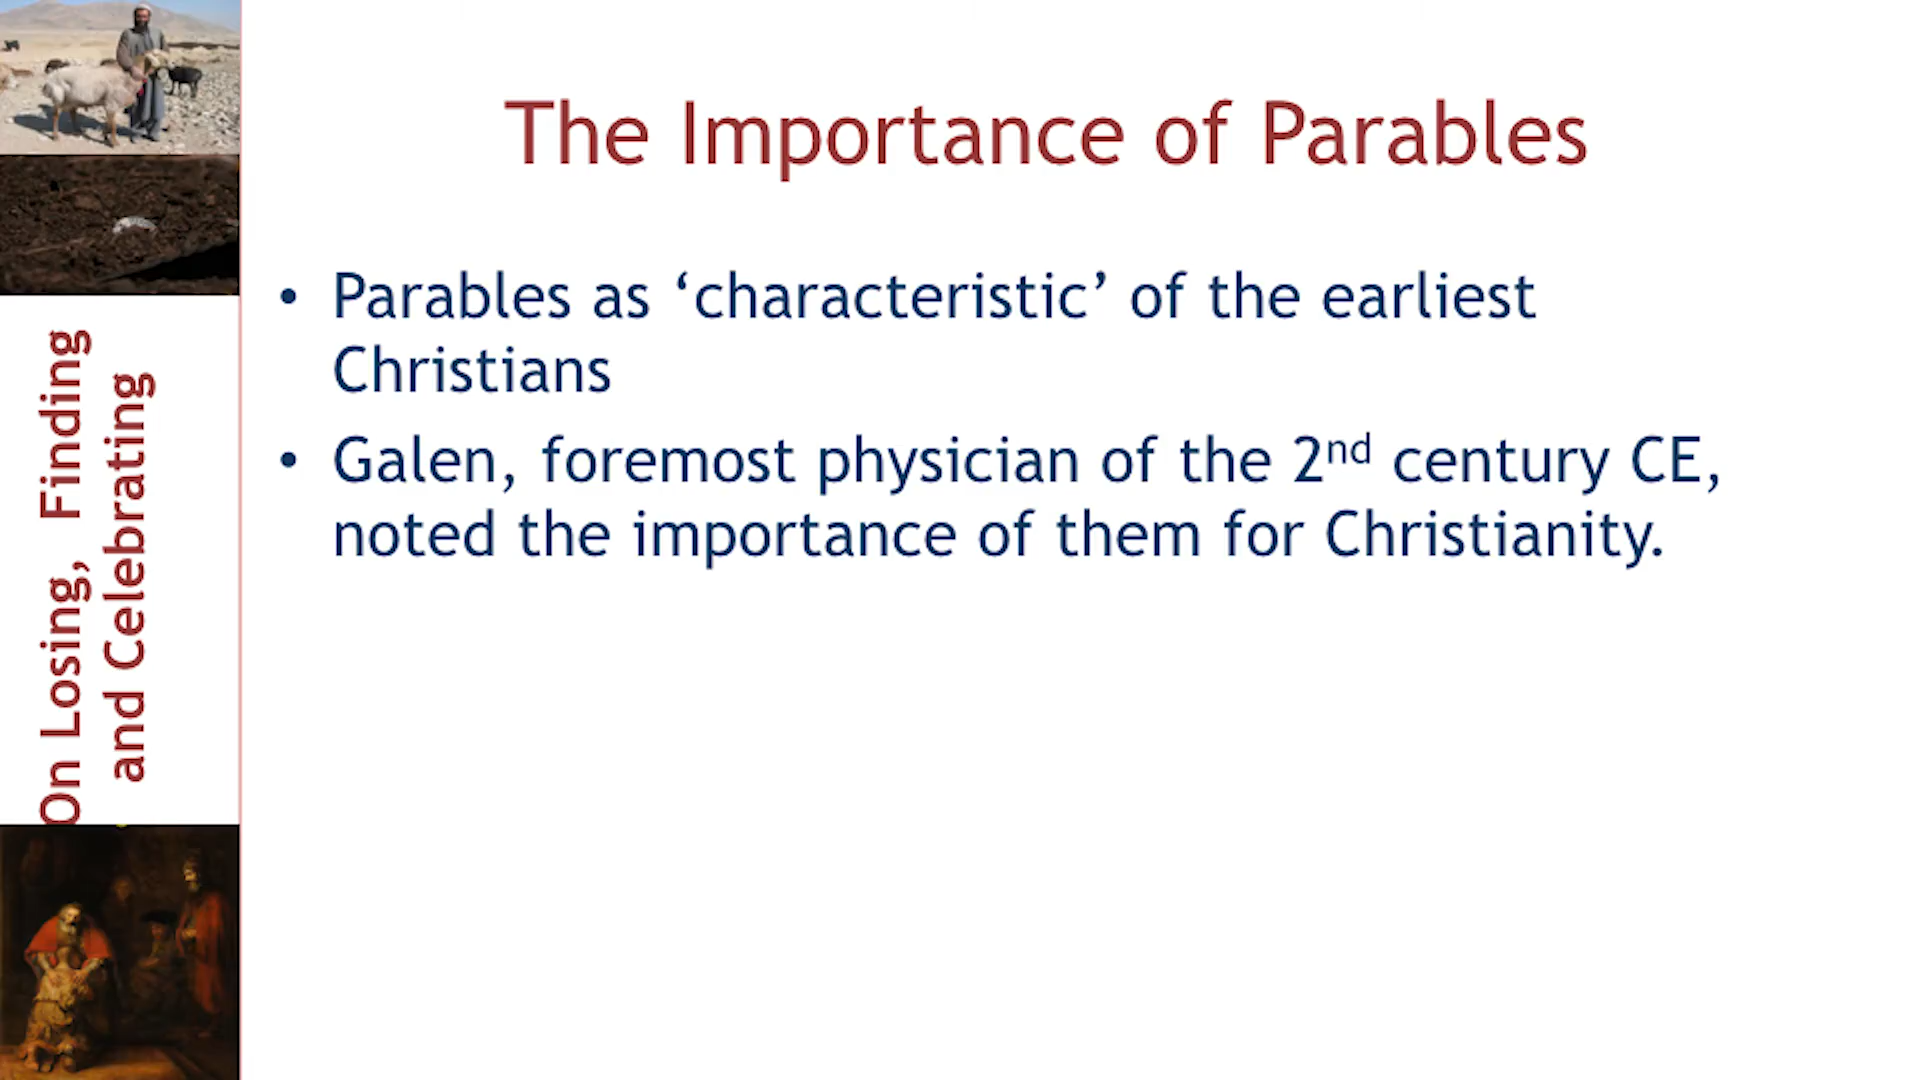 The Importance of Parables
• Parables as ‘characteristic’ of the earliest
Christians
• Galen, foremost physician of the 2nd century CE,
noted the importance of them for Christianity.
On Losing, Finding
and Celebrating